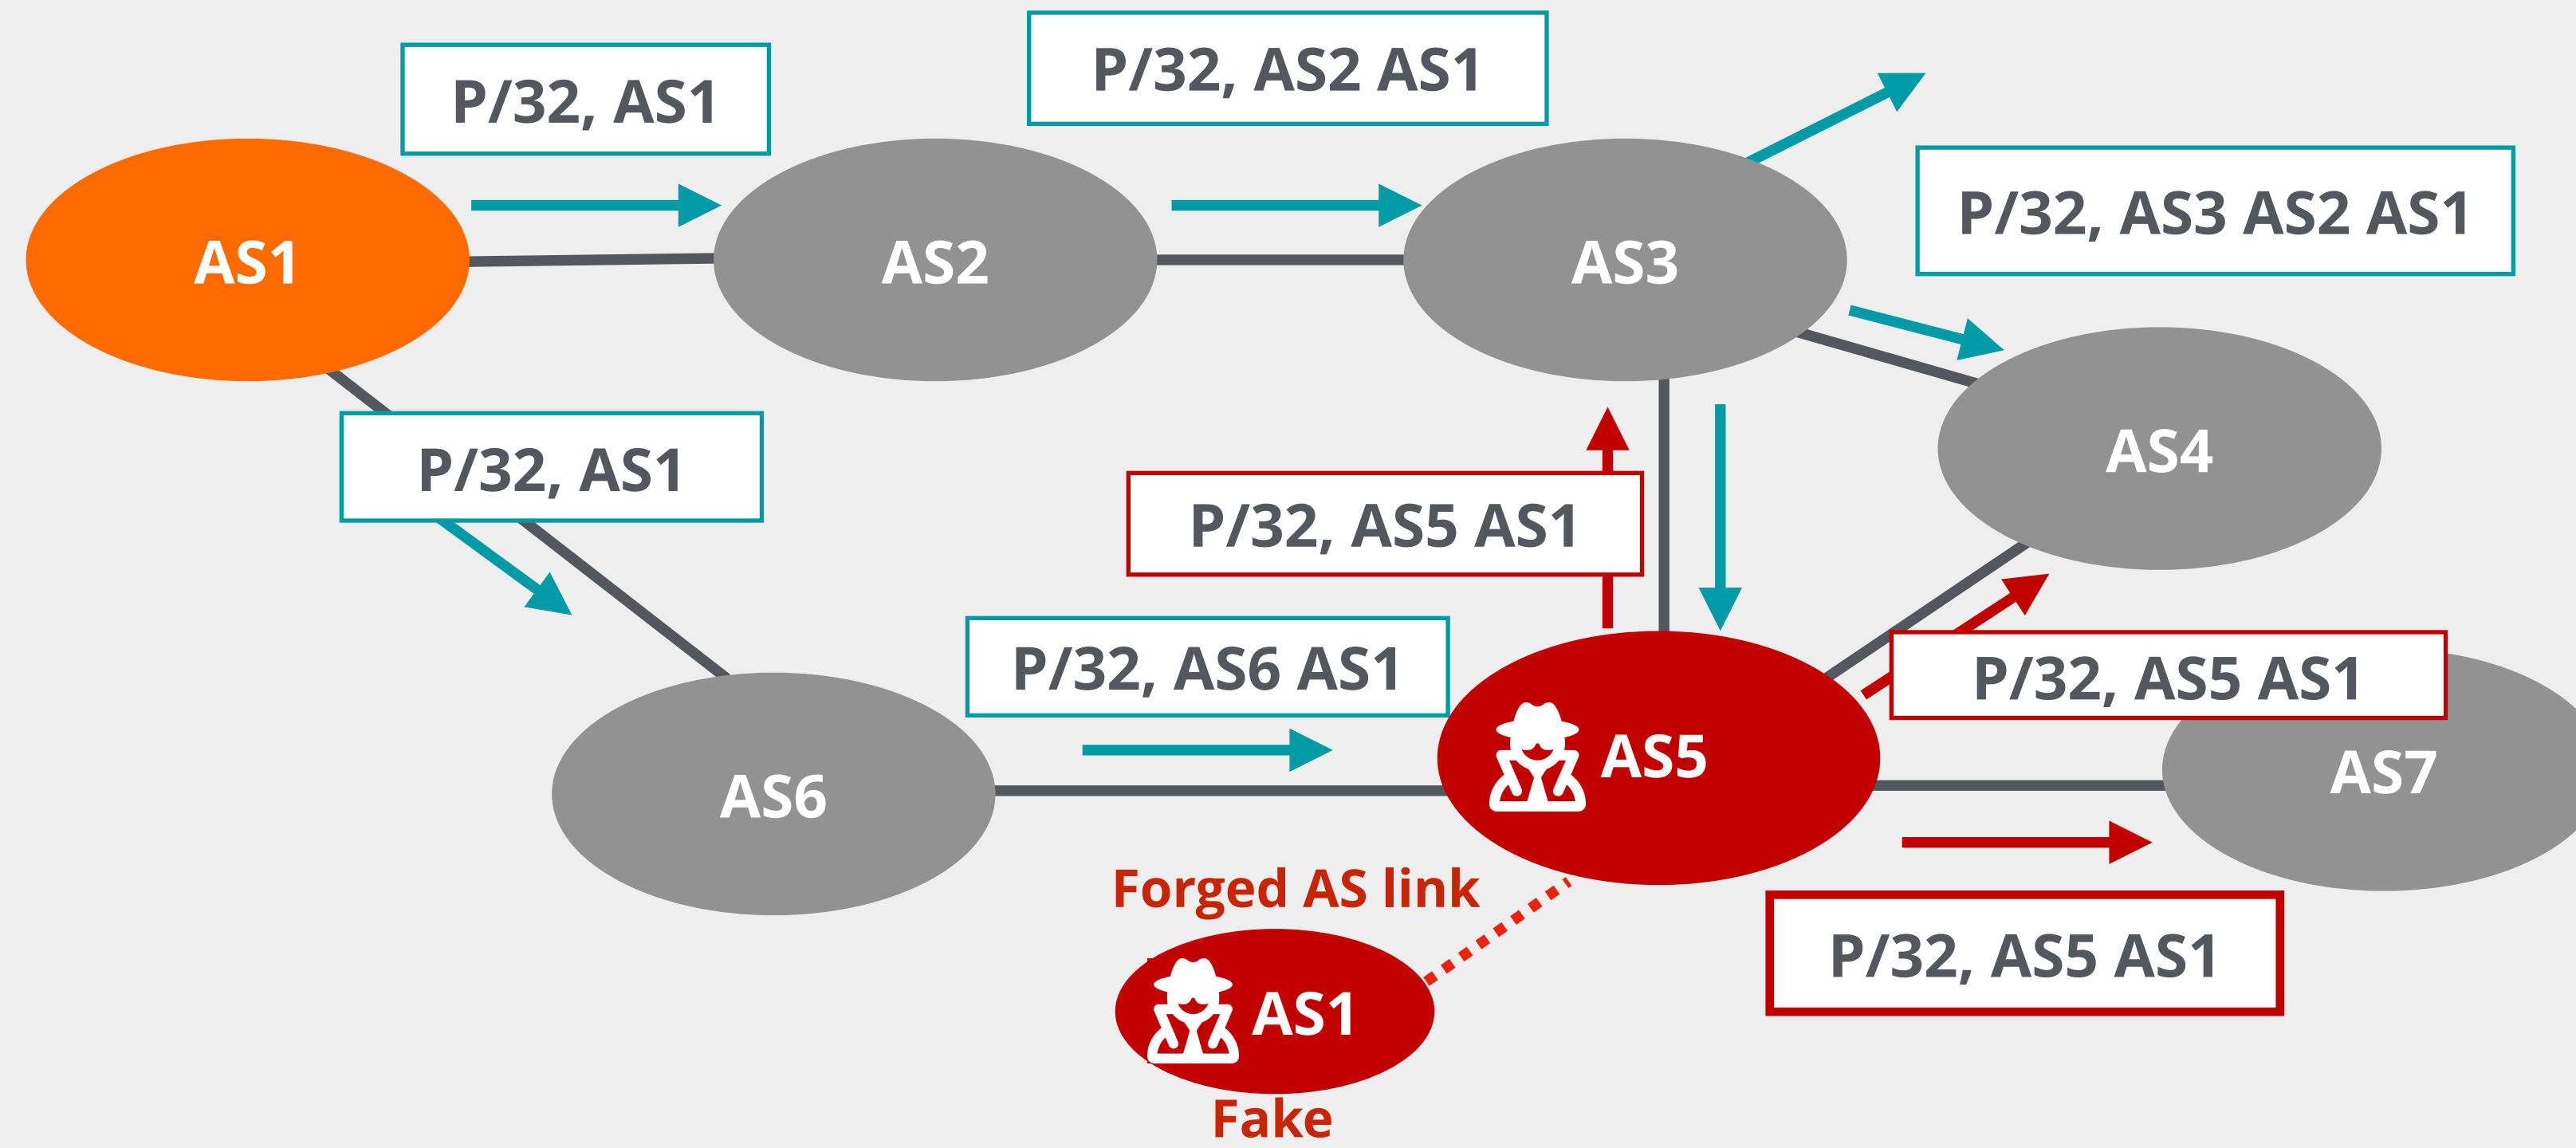 P/32, AS2 AS1
P/32, AS1
P/32, AS3 AS2 AS1
AS1
AS2
AS3
AS4
P/32, AS1
P/32, AS5 AS1
P/32, AS6 AS1
P/32, AS5 AS1
AS5
AS7
AS6
Forged AS link
P/32, AS5 AS1
AS1
Fake